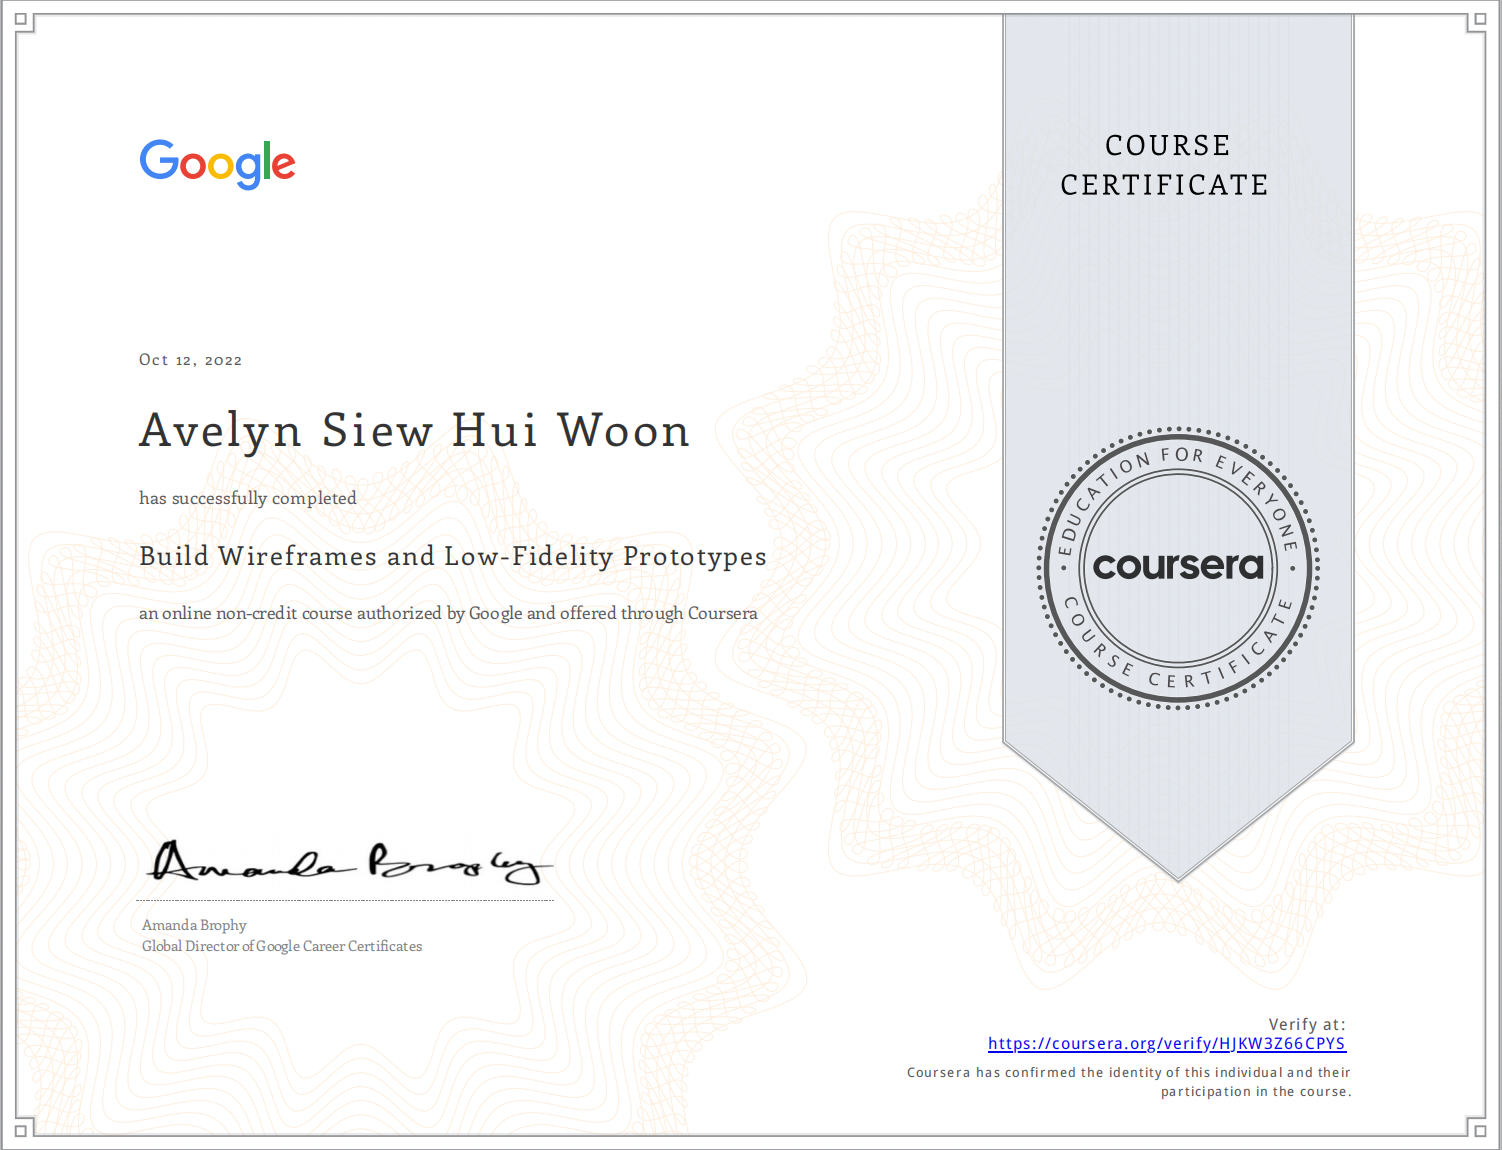 Google
COURSE
CERTIFICATE
Oct 12, 2022
Avelyn Siew Hui Woon
has successfully completed
Build Wireframes and Low-Fidelity Prototypes
an online non-credit course authorized by Google and offered through Coursera
EDUCATION FOR EVERYONE
coursera
COURSE CERTIFICATE
Amanda Brophy
Amanda Brophy
Global Director of Google Career Certificates
Verify at:
https://coursera.org/verify/HJKW3Z66CPYS
Coursera has confirmed the identity of this individual and their
participation in the course.